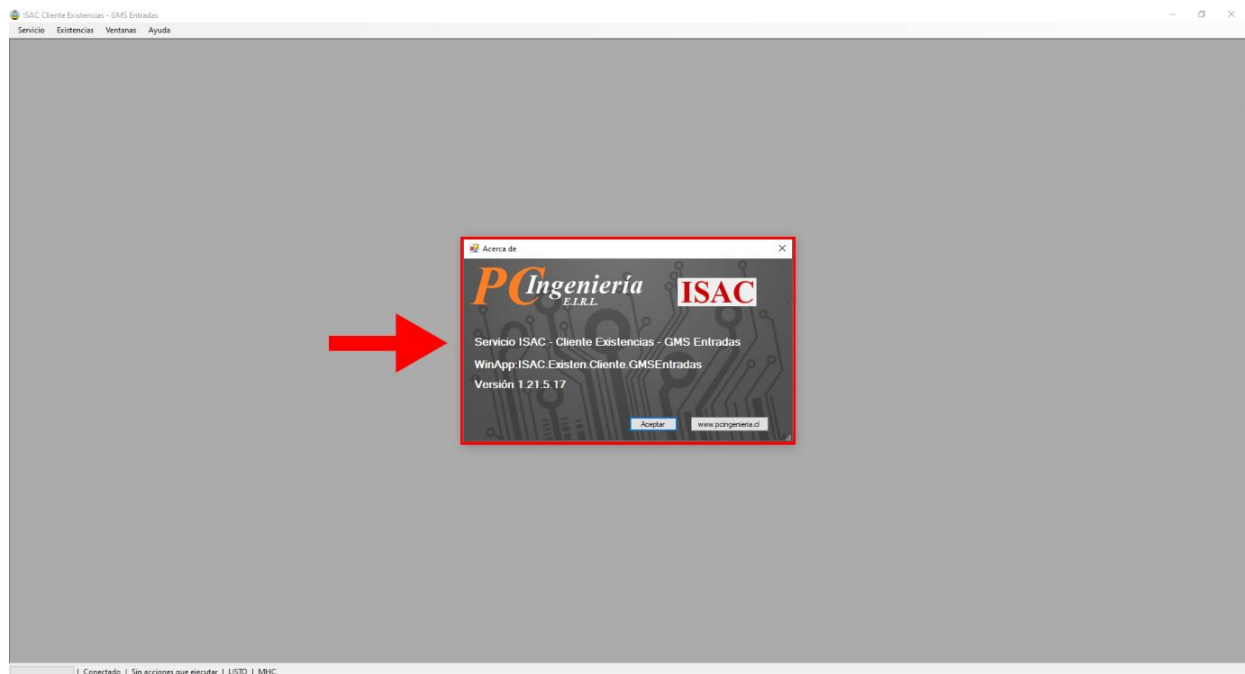 ISAC Cliente Existencias - GMS Entradas
Servicio Existencias Ventanas Ayuda
Acerca de
PC Ingeniería
E.I.R.L.
ISAC
Servicio ISAC - Cliente Existencias - GMS Entradas
WinApp:ISAC.Existen.Cliente.GMSEntradas
Versión 1.21.5.17
Aceptar www.pcingenieria.cl
| Conectado | Sin acciones que ejecutar | LISTO | MHC